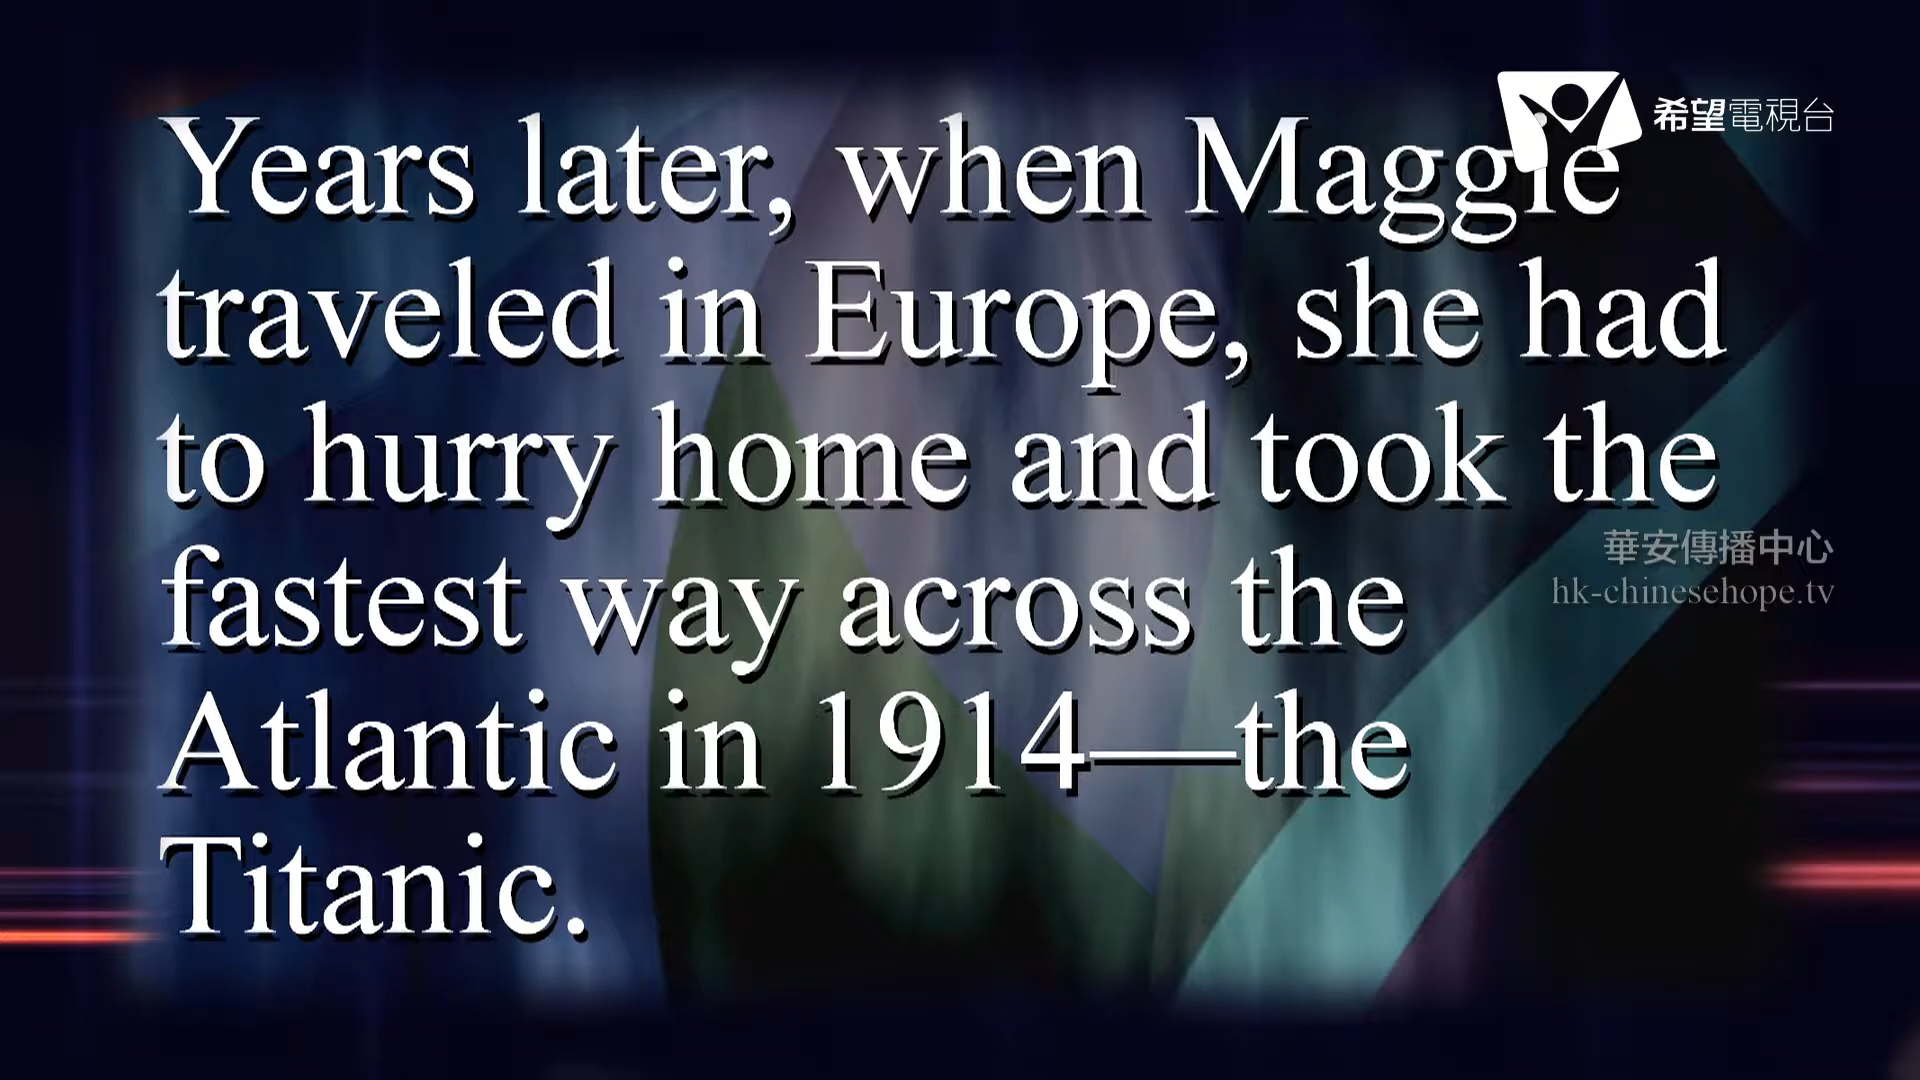 希望電視台
Years later, when Maggie
traveled in Europe, she had
to hurry home and took the
華安傳播中心
fastest way across the
hk-chinesehope.tv
Atlantic in 1914—the
Titanic.